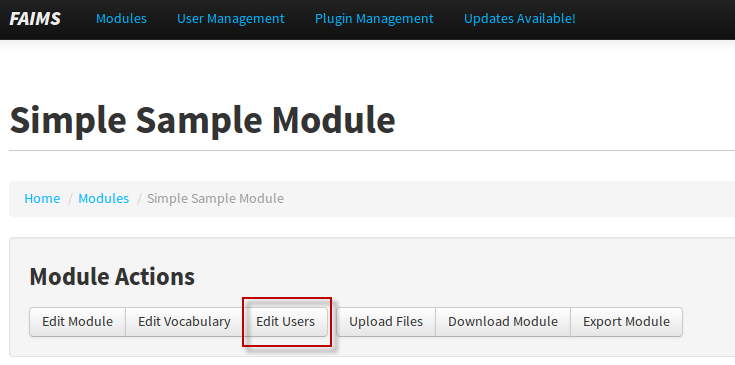 FAIMS Modules User Management Plugin Management Updates Available!
Simple Sample Module
Home / Modules / Simple Sample Module
Module Actions
Edit Module Edit Vocabulary Edit Users Upload Files Download Module Export Module